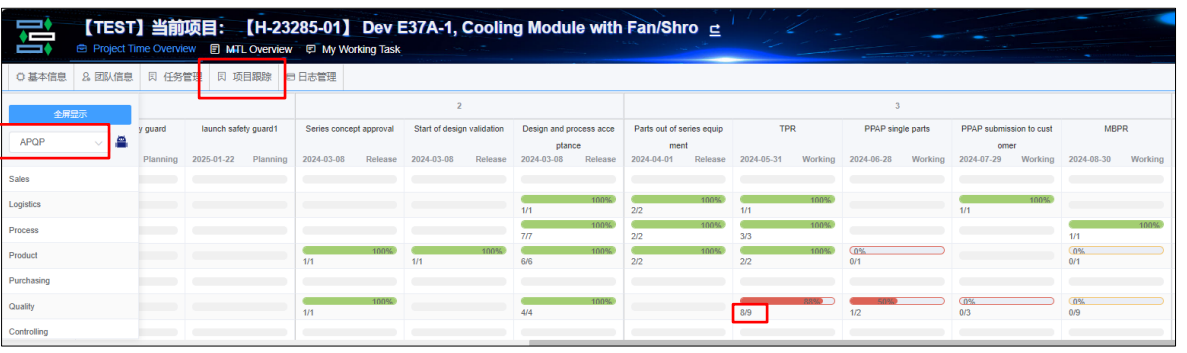 【TEST】当前项目: 【H-23285-01】 Dev E37A-1, Cooling Module with Fan/Shro
Project Time Overview MTL Overview My Working Task
基本信息 团队信息 任务管理 项目跟踪 日志管理
全屏显示
APQP
2 3
y guard launch safety guard1 Series concept approval Start of design validation Design and process acce Parts out of series equip TPR PPAP single parts PPAP submission to cust MBPR
ptance ment omer
Planning 2025-01-22 Planning 2024-03-08 Release 2024-03-08 Release 2024-03-08 Release 2024-04-01 Release 2024-05-31 Working 2024-06-28 Working 2024-07-29 Working 2024-08-30 Working
Sales
Logistics 100% 100% 100% 100%
1/1 2/2 1/1 1/1
Process 100% 100% 100% 100%
7/7 2/2 3/3 1/1
Product 100% 100% 100% 100% 100% 0% 0%
1/1 1/1 6/6 2/2 2/2 0/1 0/1
Purchasing
Quality 100% 100% 88% 50% 0% 0%
1/1 4/4 8/9 1/2 0/3 0/9
Controlling